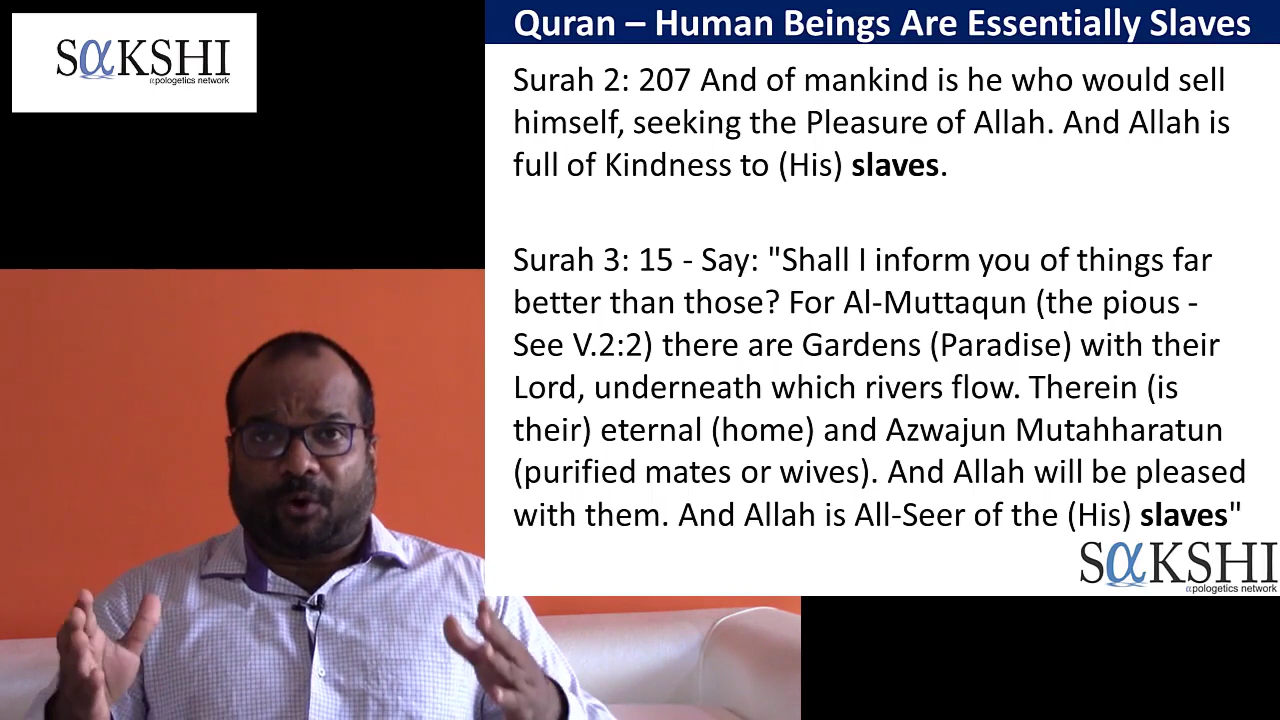 SαKSHI
αpologetics network
Quran – Human Beings Are Essentially Slaves
Surah 2: 207 And of mankind is he who would sell
himself, seeking the Pleasure of Allah. And Allah is
full of Kindness to (His) slaves.
Surah 3: 15 - Say: "Shall I inform you of things far
better than those? For Al-Muttaqun (the pious -
See V.2:2) there are Gardens (Paradise) with their
Lord, underneath which rivers flow. Therein (is
their) eternal (home) and Azwajun Mutahharatun
(purified mates or wives). And Allah will be pleased
with them. And Allah is All-Seer of the (His) slaves"
SαKSHI
αpologetics network